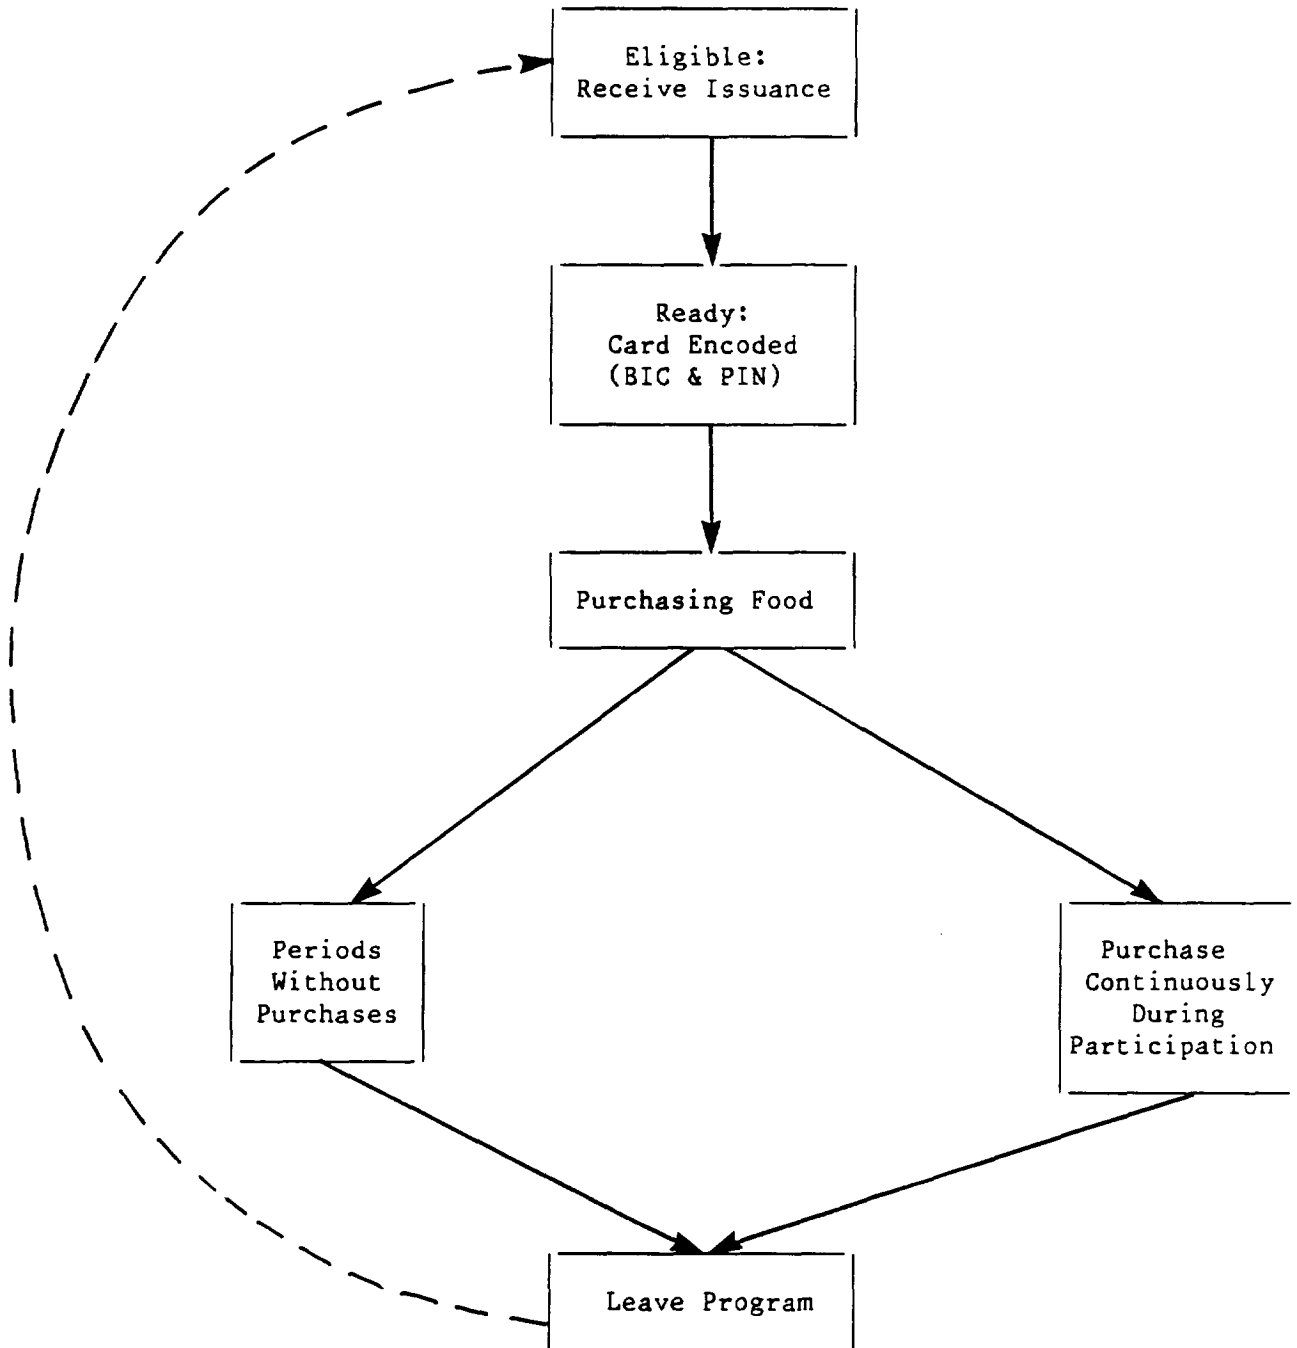 Eligible:
Receive Issuance
Ready:
Card Encoded
(BIC & PIN)
Purchasing Food
Periods
Without
Purchases
Purchase
Continuously
During
Participation
Leave Program